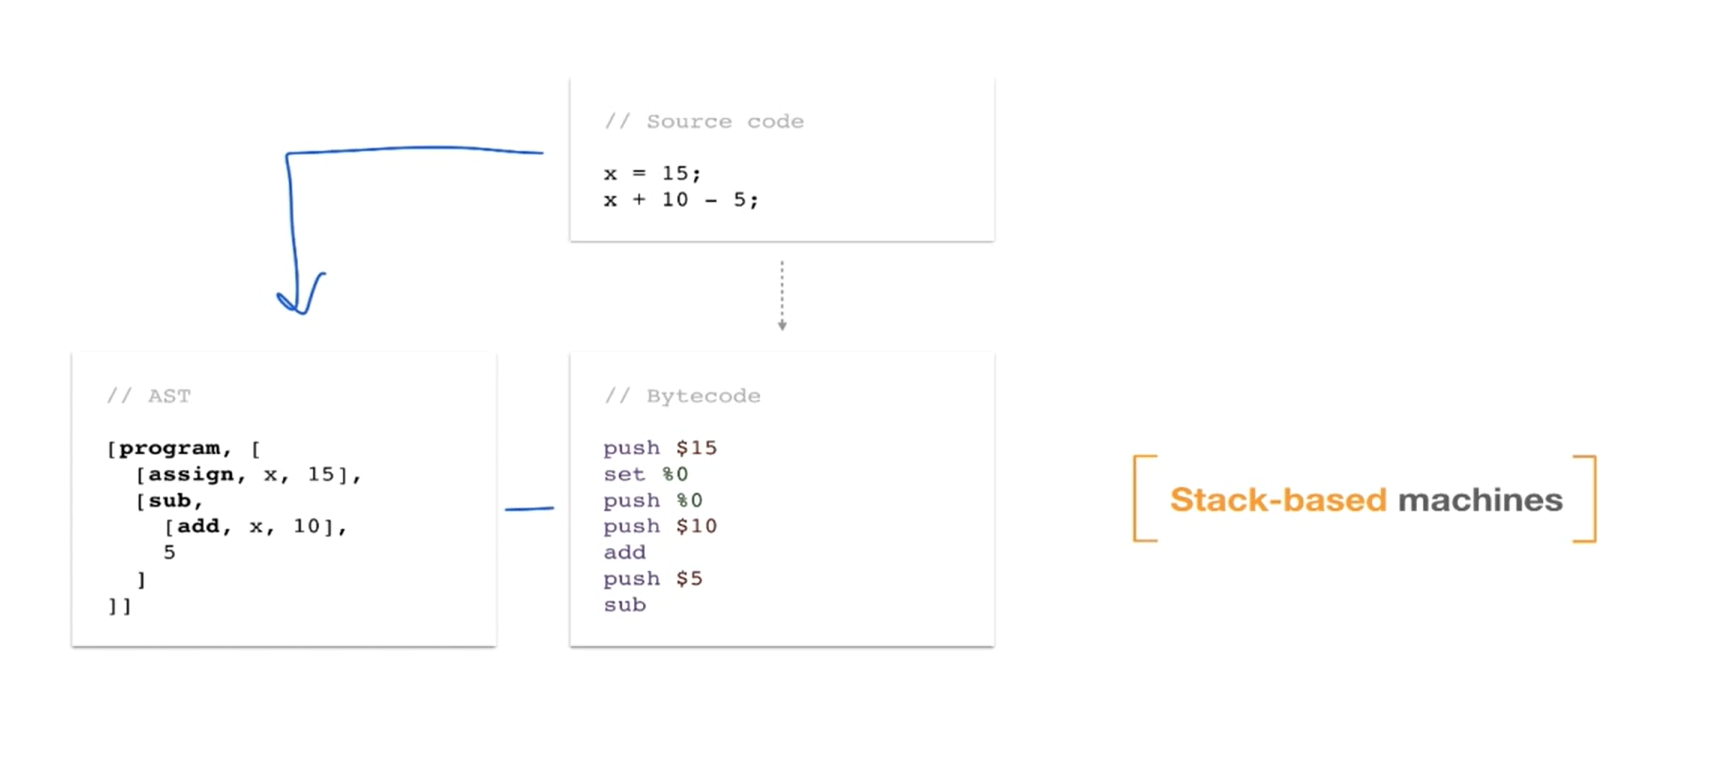 // Source code
x = 15;
x + 10 - 5;
// AST
[program, [
[assign, x, 15],
[sub,
[add, x, 10],
5
]
]]
// Bytecode
push $15
set %0
push %0
push $10
add
push $5
sub
Stack-based machines